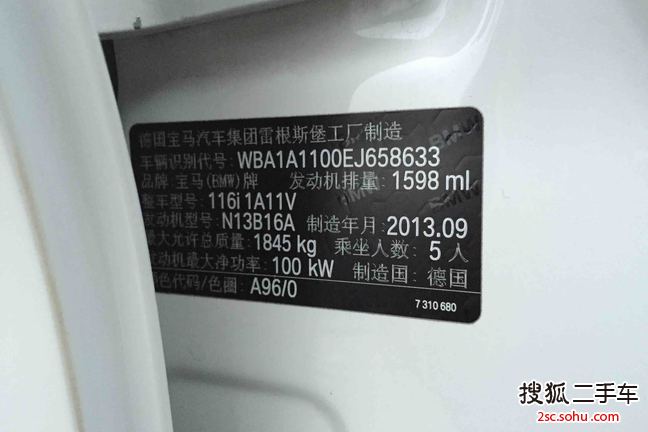 德国宝马汽车集团雷根斯堡工厂制造
车辆识别代号: WBA1A1100EJ658633
品牌: 宝马(BMW)牌 发动机排量: 1598 ml
整车型号: 116i 1A11V
发动机型号: N13B16A 制造年月: 2013.09
最大允许总质量: 1845 kg 乘坐人数: 5 人
发动机最大净功率: 100 kW 制造国: 德国
颜色代码/色圈: A96/0
7 310 680
搜狐二手车
2sc.sohu.com